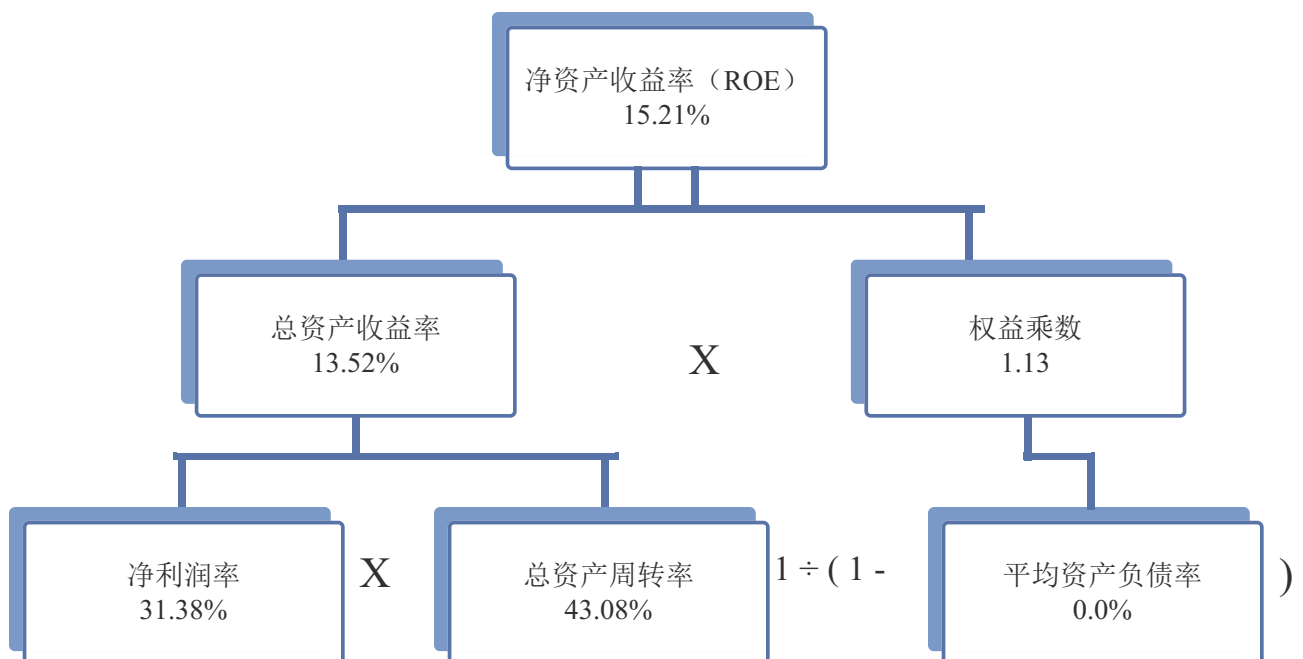 净资产收益率（ROE）
15.21%
总资产收益率
13.52%
X
权益乘数
1.13
净利润率
31.38%
X
总资产周转率
43.08%
1 ÷ ( 1 -
平均资产负债率
0.0%
)